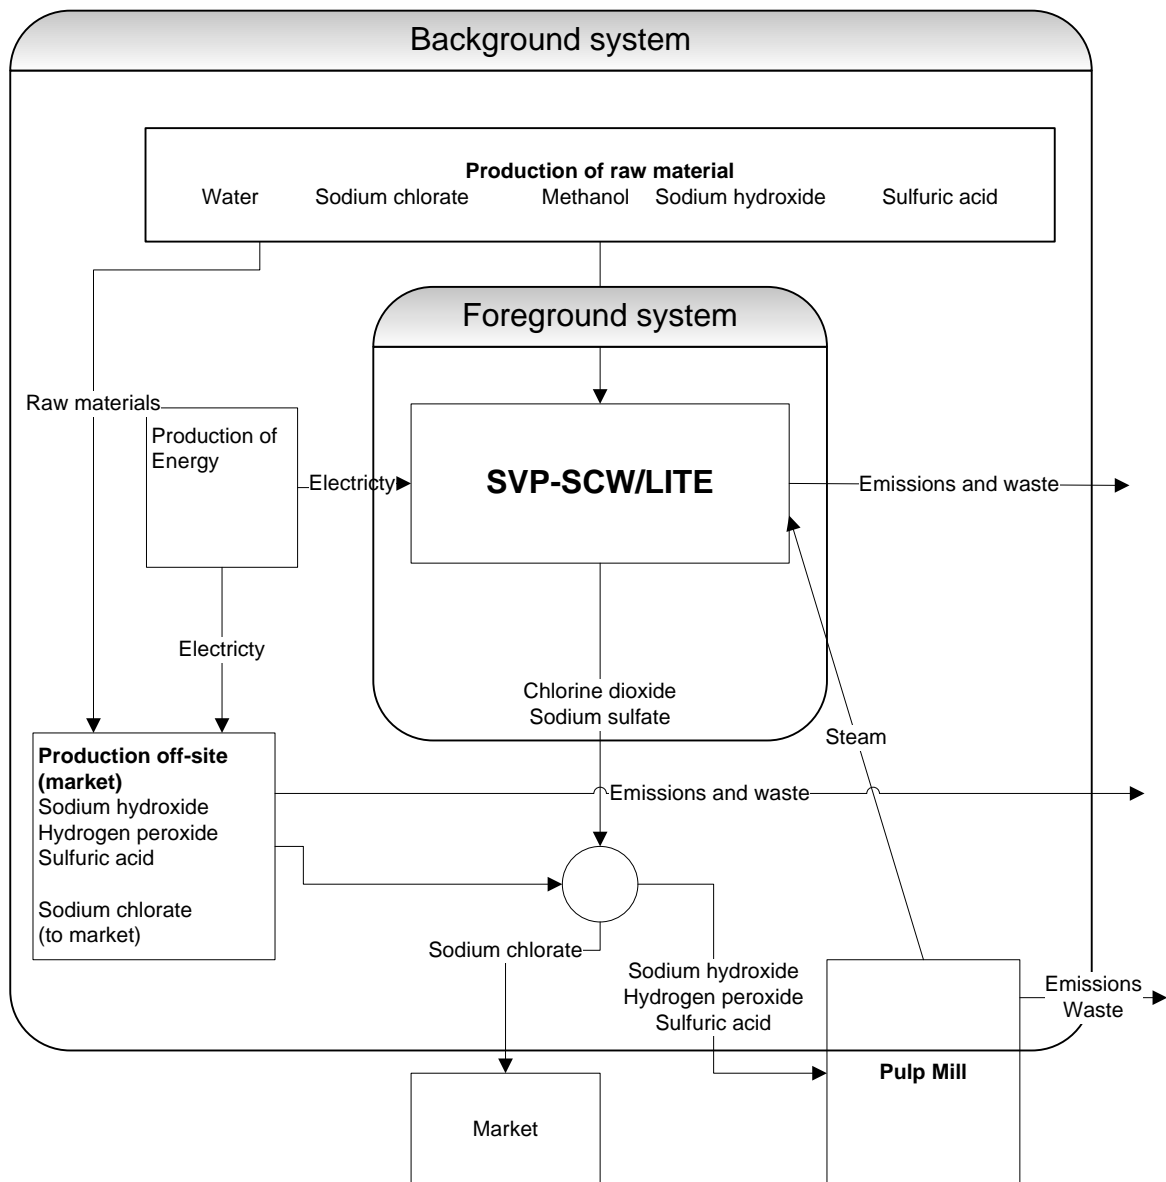 Background system
Production of raw material
Water Sodium chlorate Methanol Sodium hydroxide Sulfuric acid
Foreground system
Raw materials
Production of
Energy
Electricty
SVP-SCW/LITE
Emissions and waste
Electricty
Chlorine dioxide
Sodium sulfate
Steam
Production off-site
(market)
Sodium hydroxide
Hydrogen peroxide
Sulfuric acid
Sodium chlorate
(to market)
Emissions and waste
Sodium chlorate
Sodium hydroxide
Hydrogen peroxide
Sulfuric acid
Emissions
Waste
Pulp Mill
Market